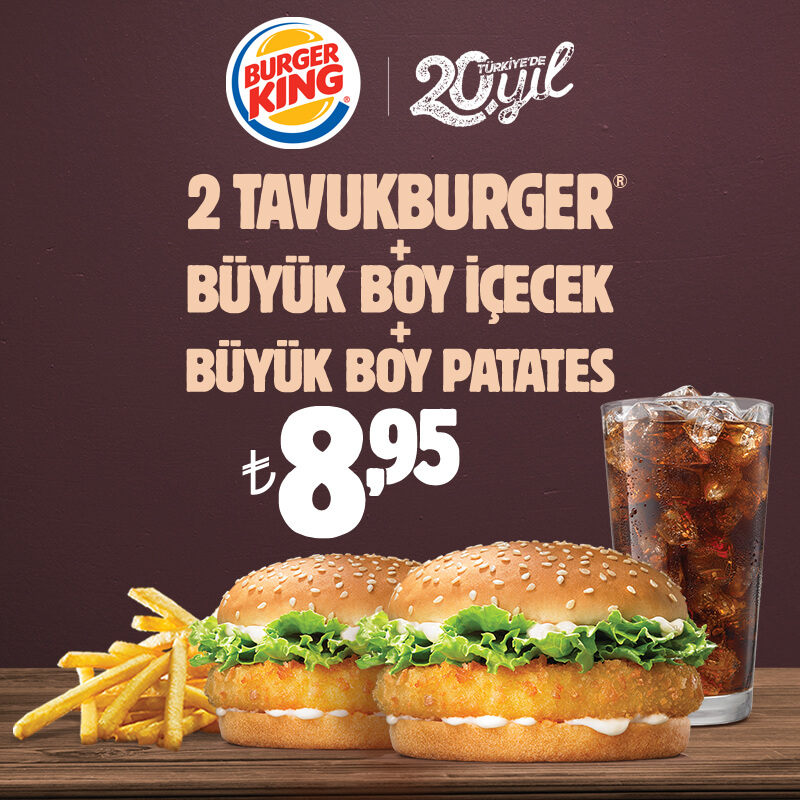 BURGER
KING®
TÜRKİYE'DE
20.yıl
2 TAVUKBURGER®
+
BÜYÜK BOY İÇECEK
+
BÜYÜK BOY PATATES
₺8,95